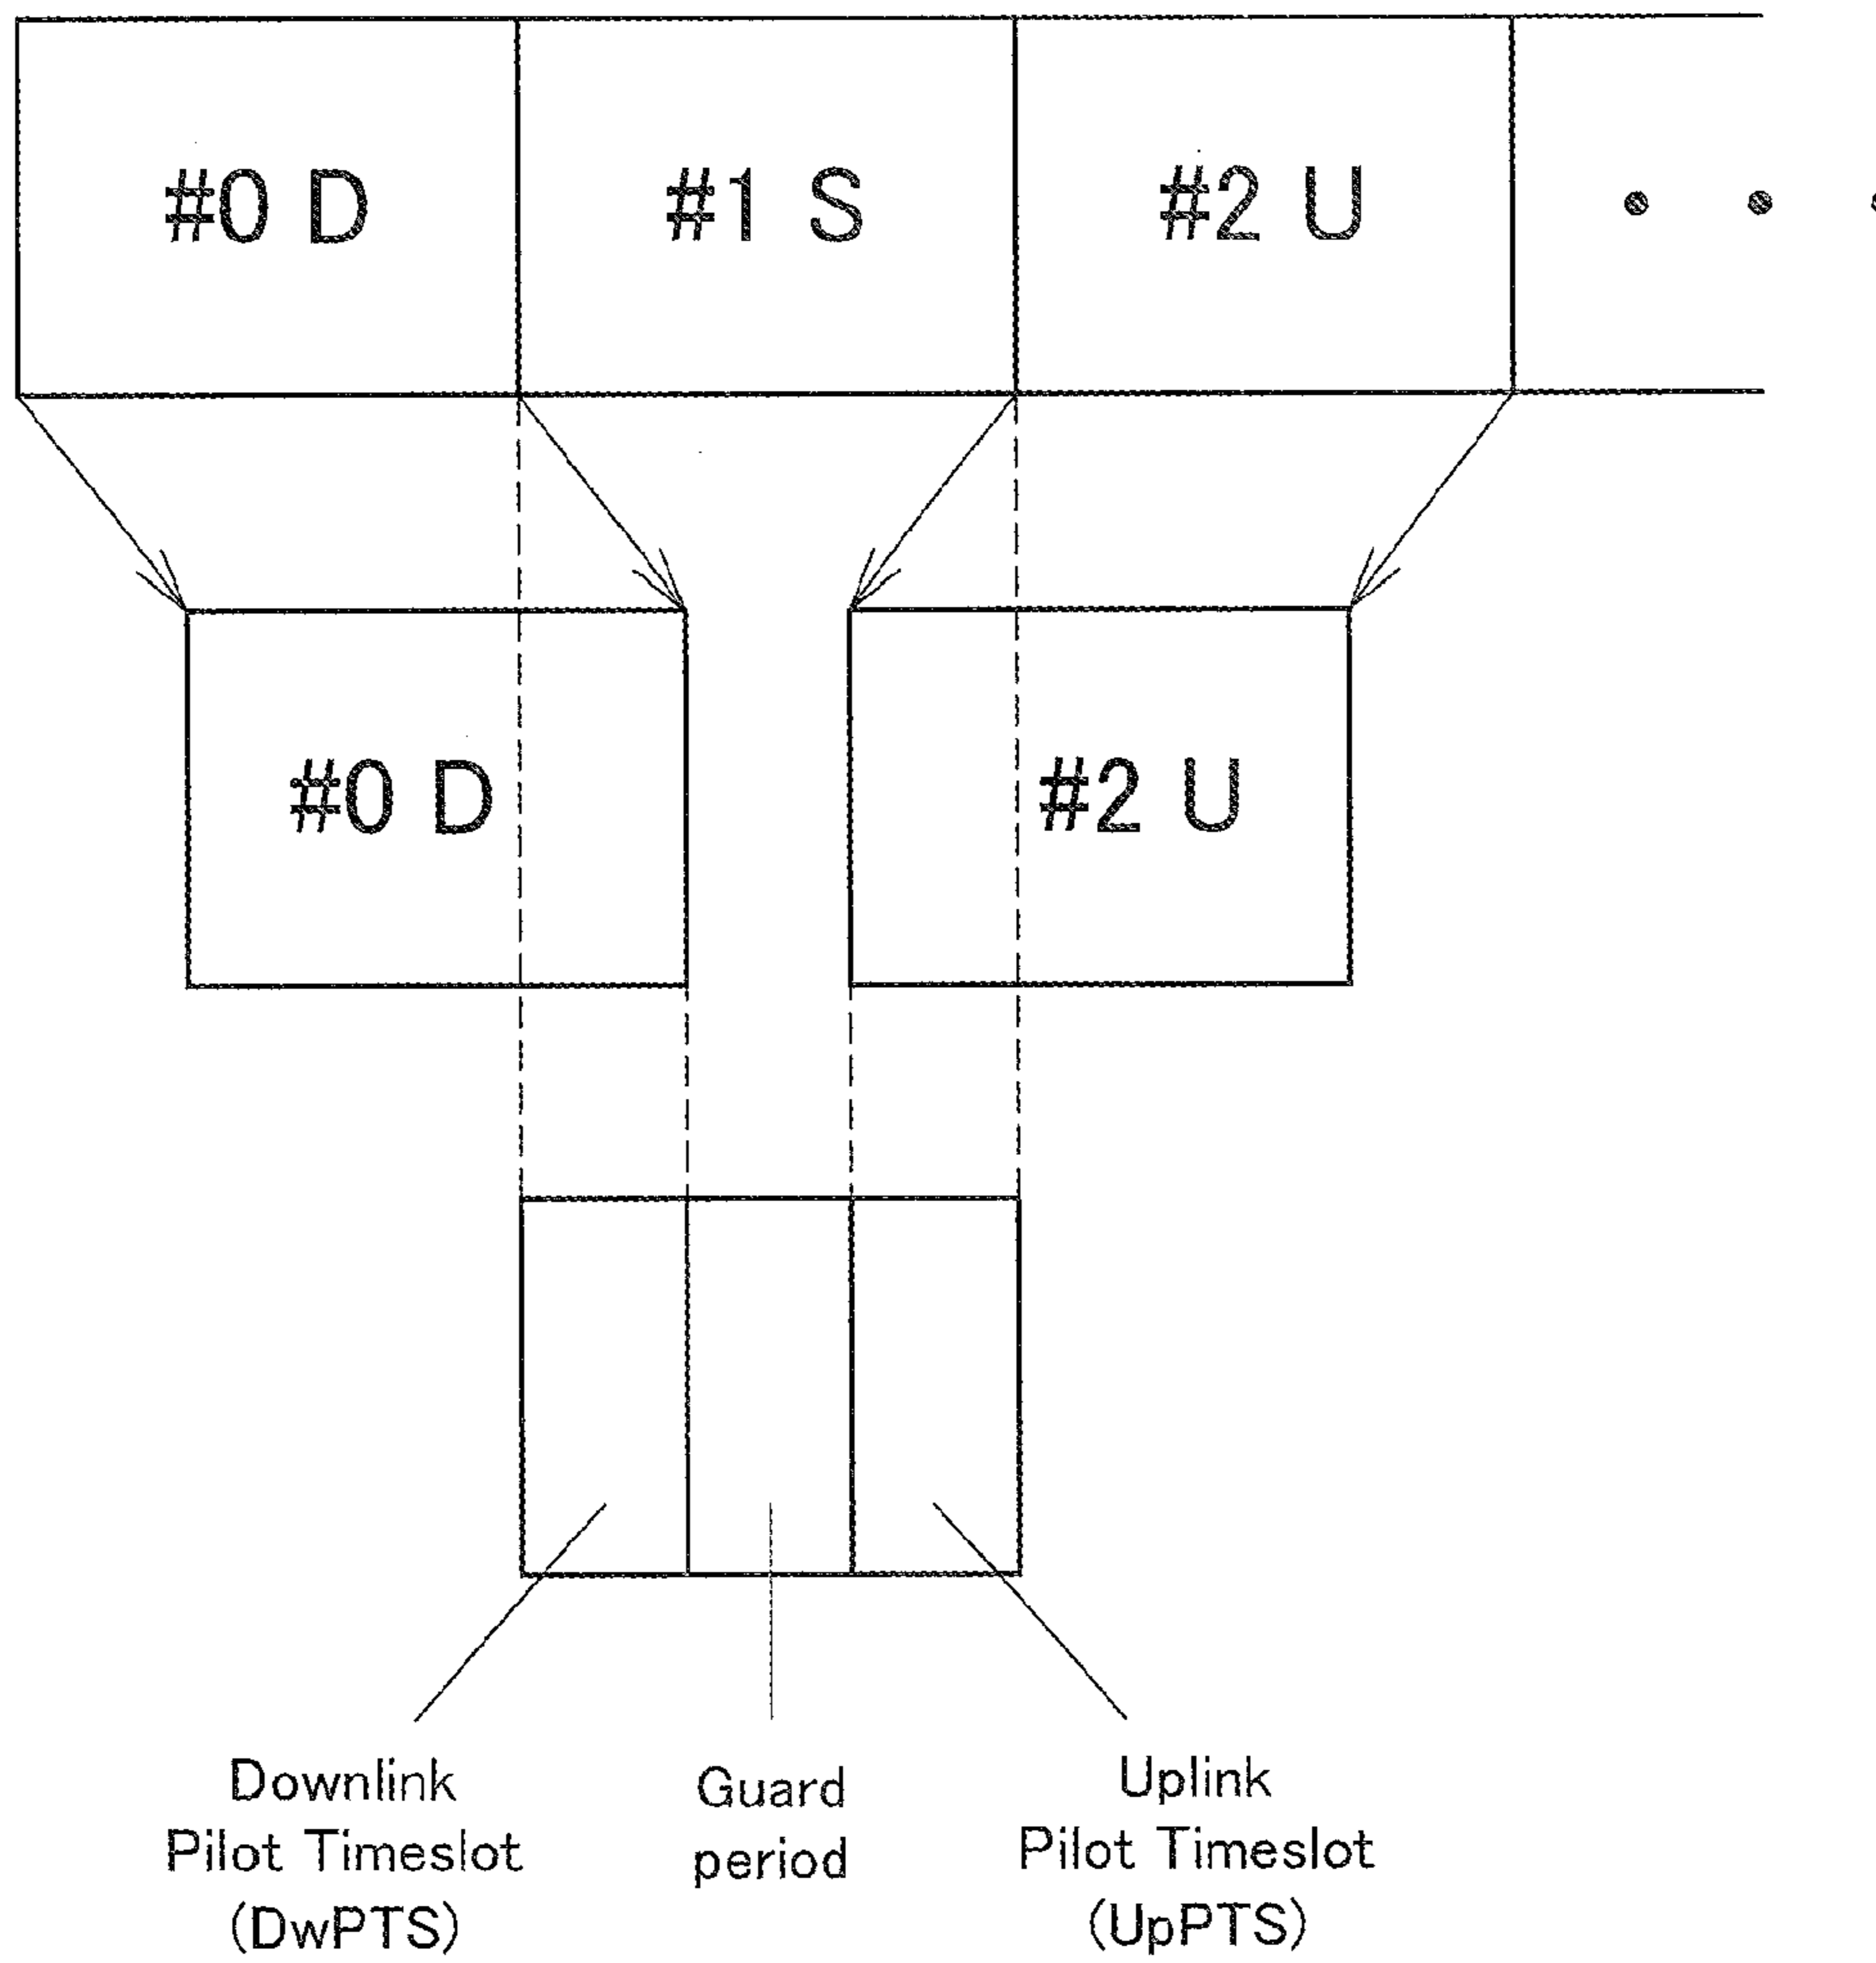 #0 D #1 S #2 U
#0 D #2 U
Downlink
Pilot Timeslot
(DwPTS)
Guard
period
Uplink
Pilot Timeslot
(UpPTS)